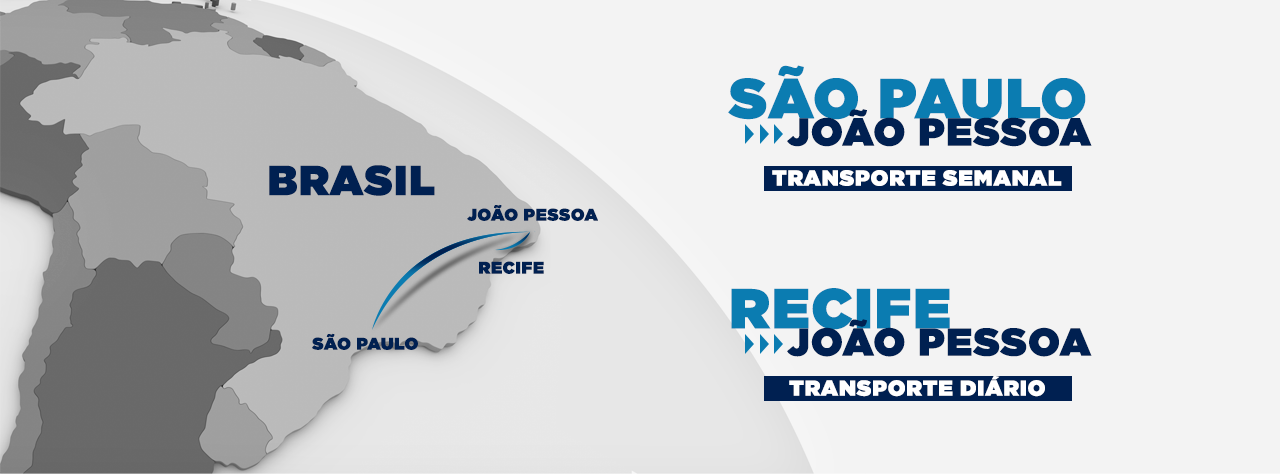 BRASIL
JOÃO PESSOA
RECIFE
SÃO PAULO
SÃO PAULO
JOÃO PESSOA
TRANSPORTE SEMANAL
RECIFE
JOÃO PESSOA
TRANSPORTE DIÁRIO